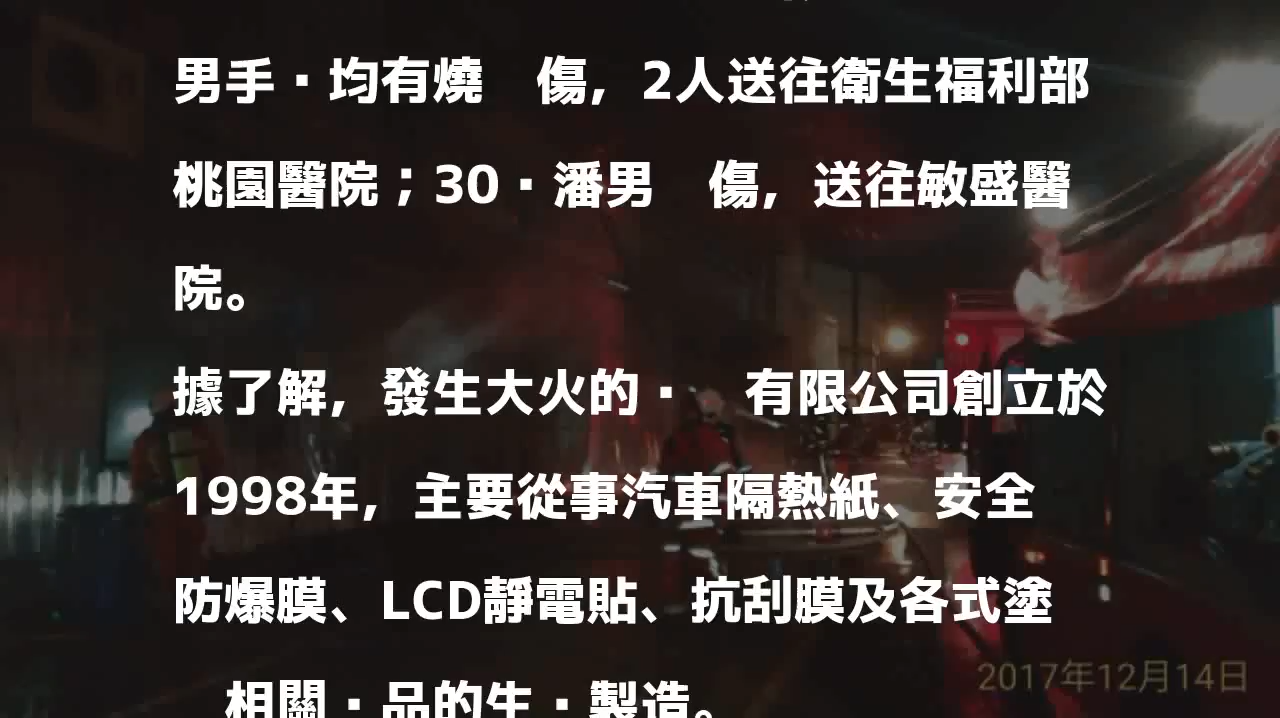 男手·均有燒　傷，2人送往衛生福利部
桃園醫院；30·潘男　傷，送往敏盛醫
院。
據了解，發生大火的·　有限公司創立於
1998年，主要從事汽車隔熱紙、安全
防爆膜、LCD靜電貼、抗刮膜及各式塗
　相關·品的生·製造。
2017年12月14日